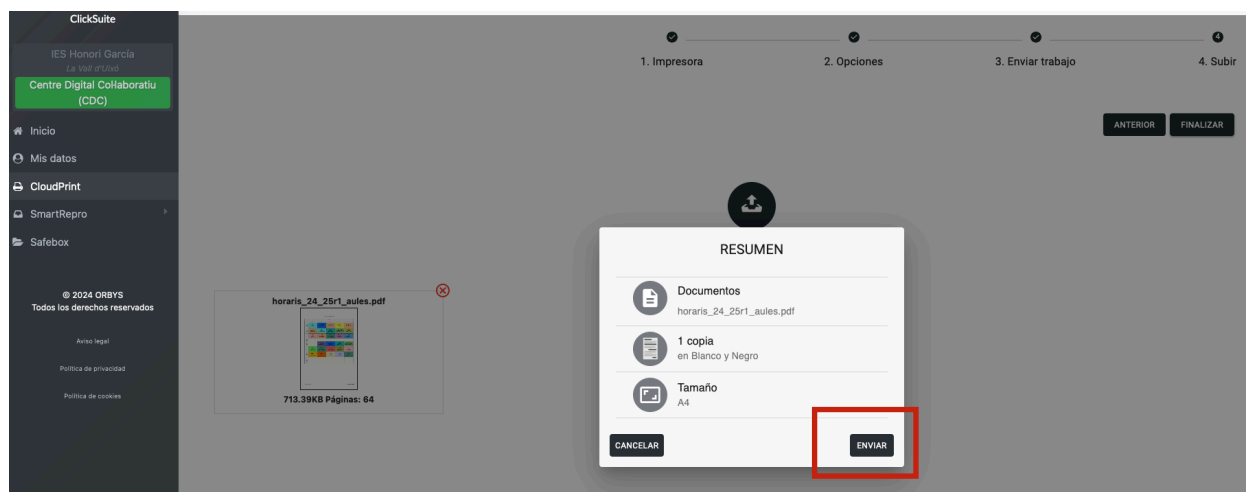 ClickSuite
IES Honori García
La Vall d'Uixó
Centre Digital Col·laboratiu
(CDC)
Inicio
Mis datos
CloudPrint
SmartRepro
Safebox
© 2024 ORBYS
Todos los derechos reservados
Aviso legal
Política de privacidad
Política de cookies
1. Impresora
2. Opciones
3. Enviar trabajo
4
4. Subir
ANTERIOR
FINALIZAR
horaris_24_25r1_aules.pdf
713.39KB Páginas: 64
RESUMEN
Documentos
horaris_24_25r1_aules.pdf
1 copia
en Blanco y Negro
Tamaño
A4
CANCELAR
ENVIAR